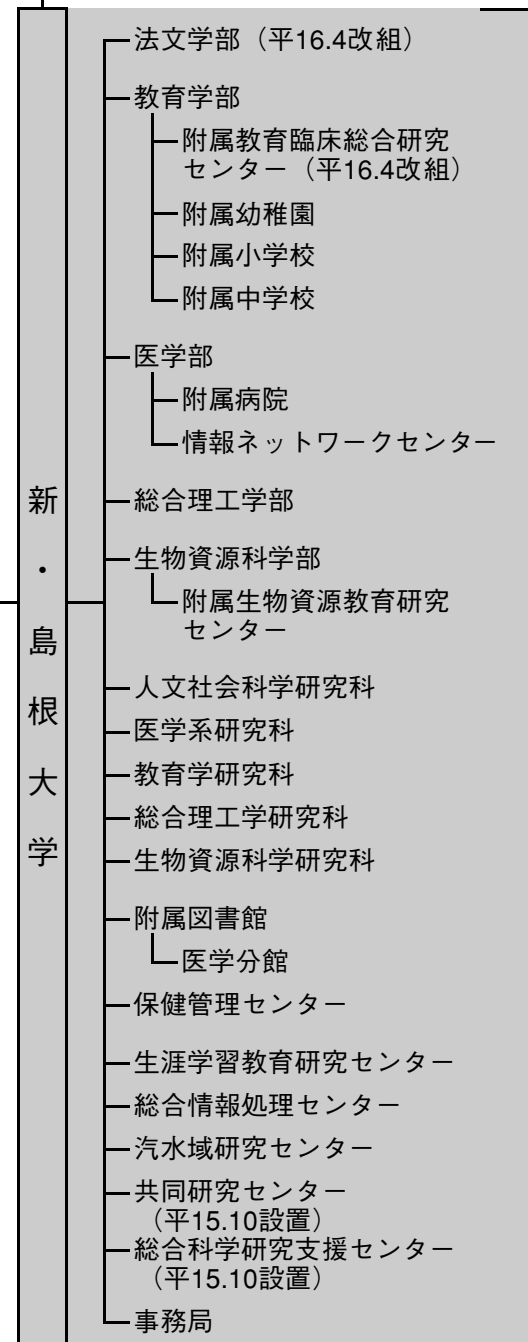 新・島根大学
法文学部（平16.4改組）
教育学部
附属教育臨床総合研究
センター（平16.4改組）
附属幼稚園
附属小学校
附属中学校
医学部
附属病院
情報ネットワークセンター
総合理工学部
生物資源科学部
附属生物資源教育研究
センター
人文社会科学研究科
医学系研究科
教育学研究科
総合理工学研究科
生物資源科学研究科
附属図書館
医学分館
保健管理センター
生涯学習教育研究センター
総合情報処理センター
汽水域研究センター
共同研究センター
（平15.10設置）
総合科学研究支援センター
（平15.10設置）
事務局